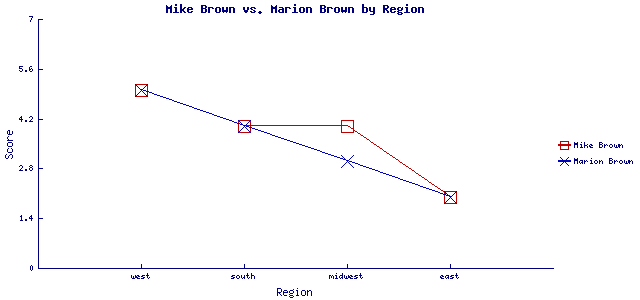 Mike Brown vs. Marion Brown by Region
7
5.6
4.2
2.8
1.4
0
Score
west south midwest east
Region
Mike Brown
Marion Brown